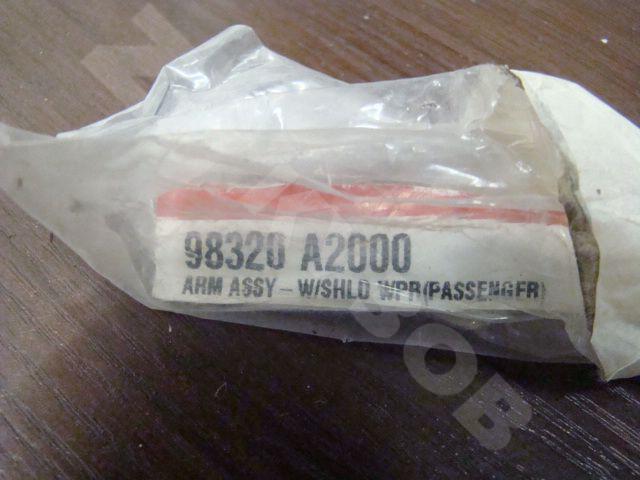 98320 A2000
ARM ASSY - W/SHLD WPR(PASSENGER)